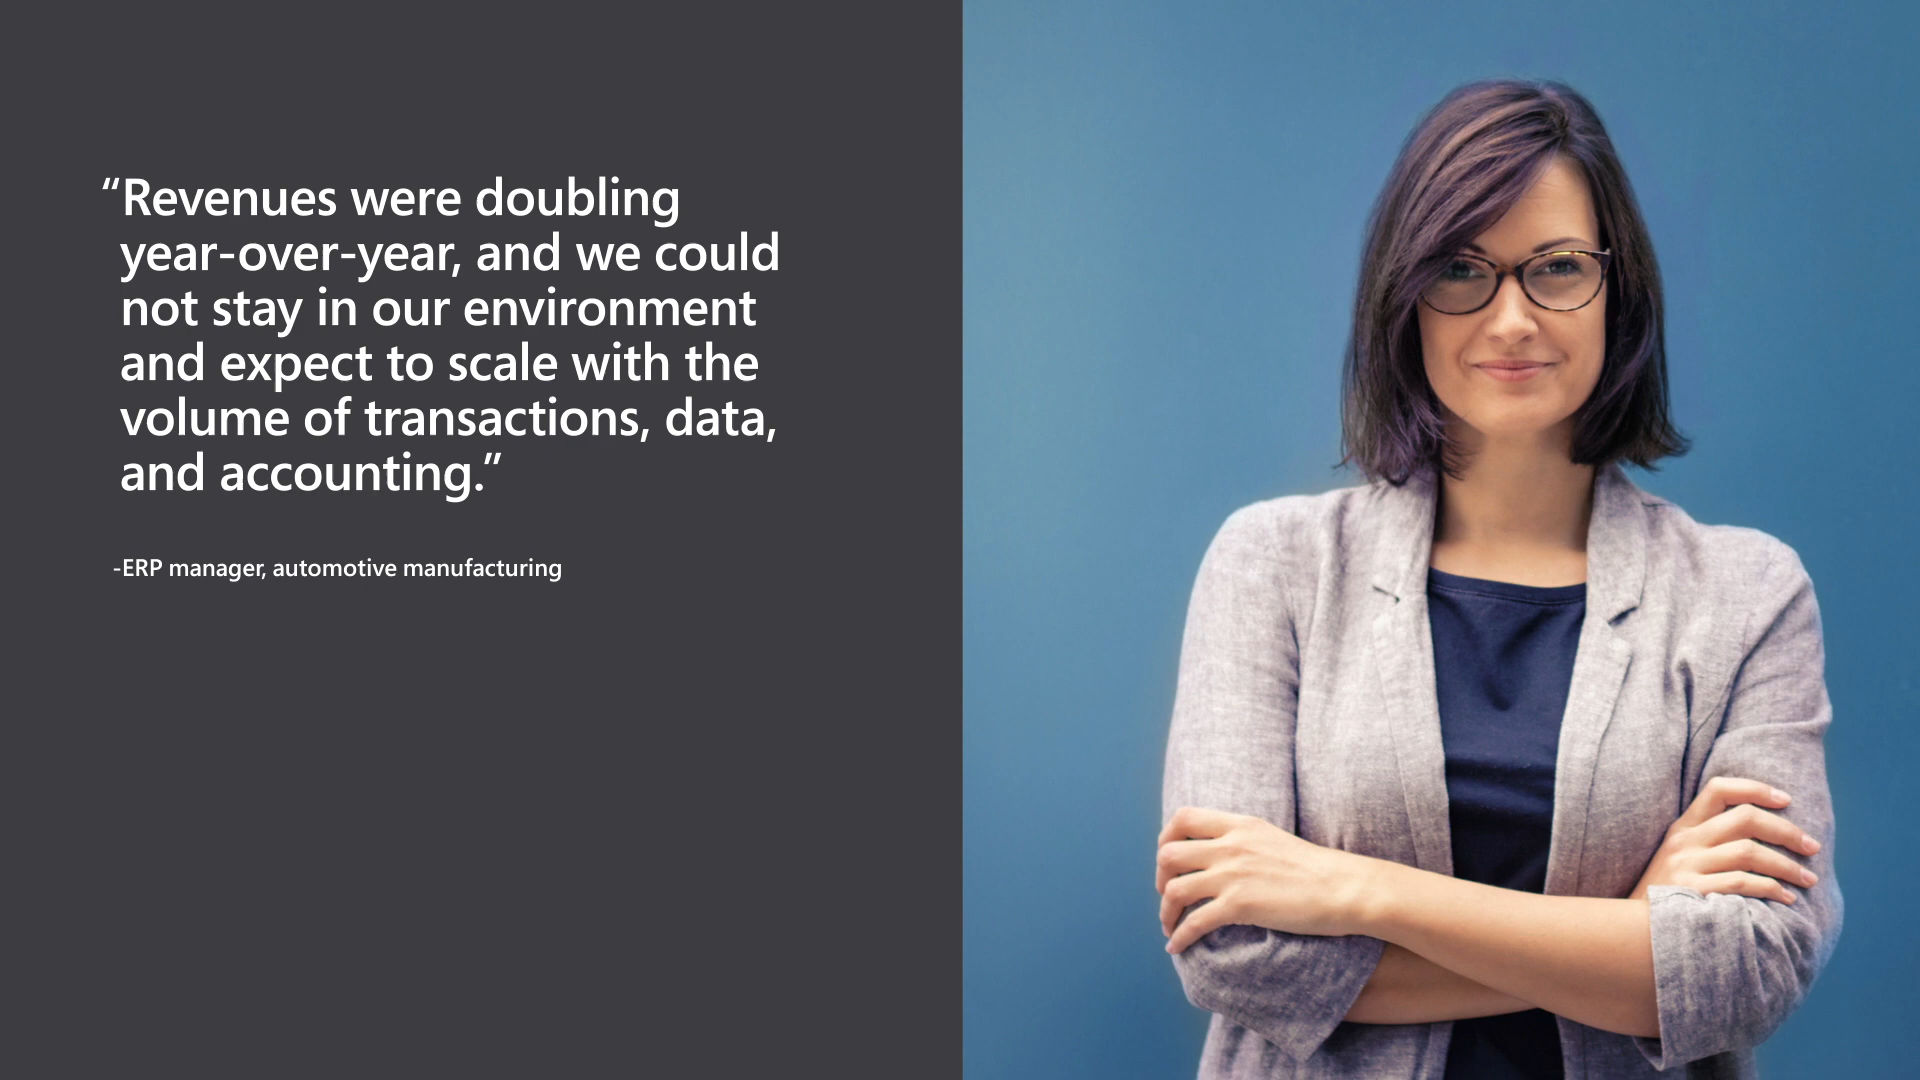 “Revenues were doubling
year-over-year, and we could
not stay in our environment
and expect to scale with the
volume of transactions, data,
and accounting.”
-ERP manager, automotive manufacturing